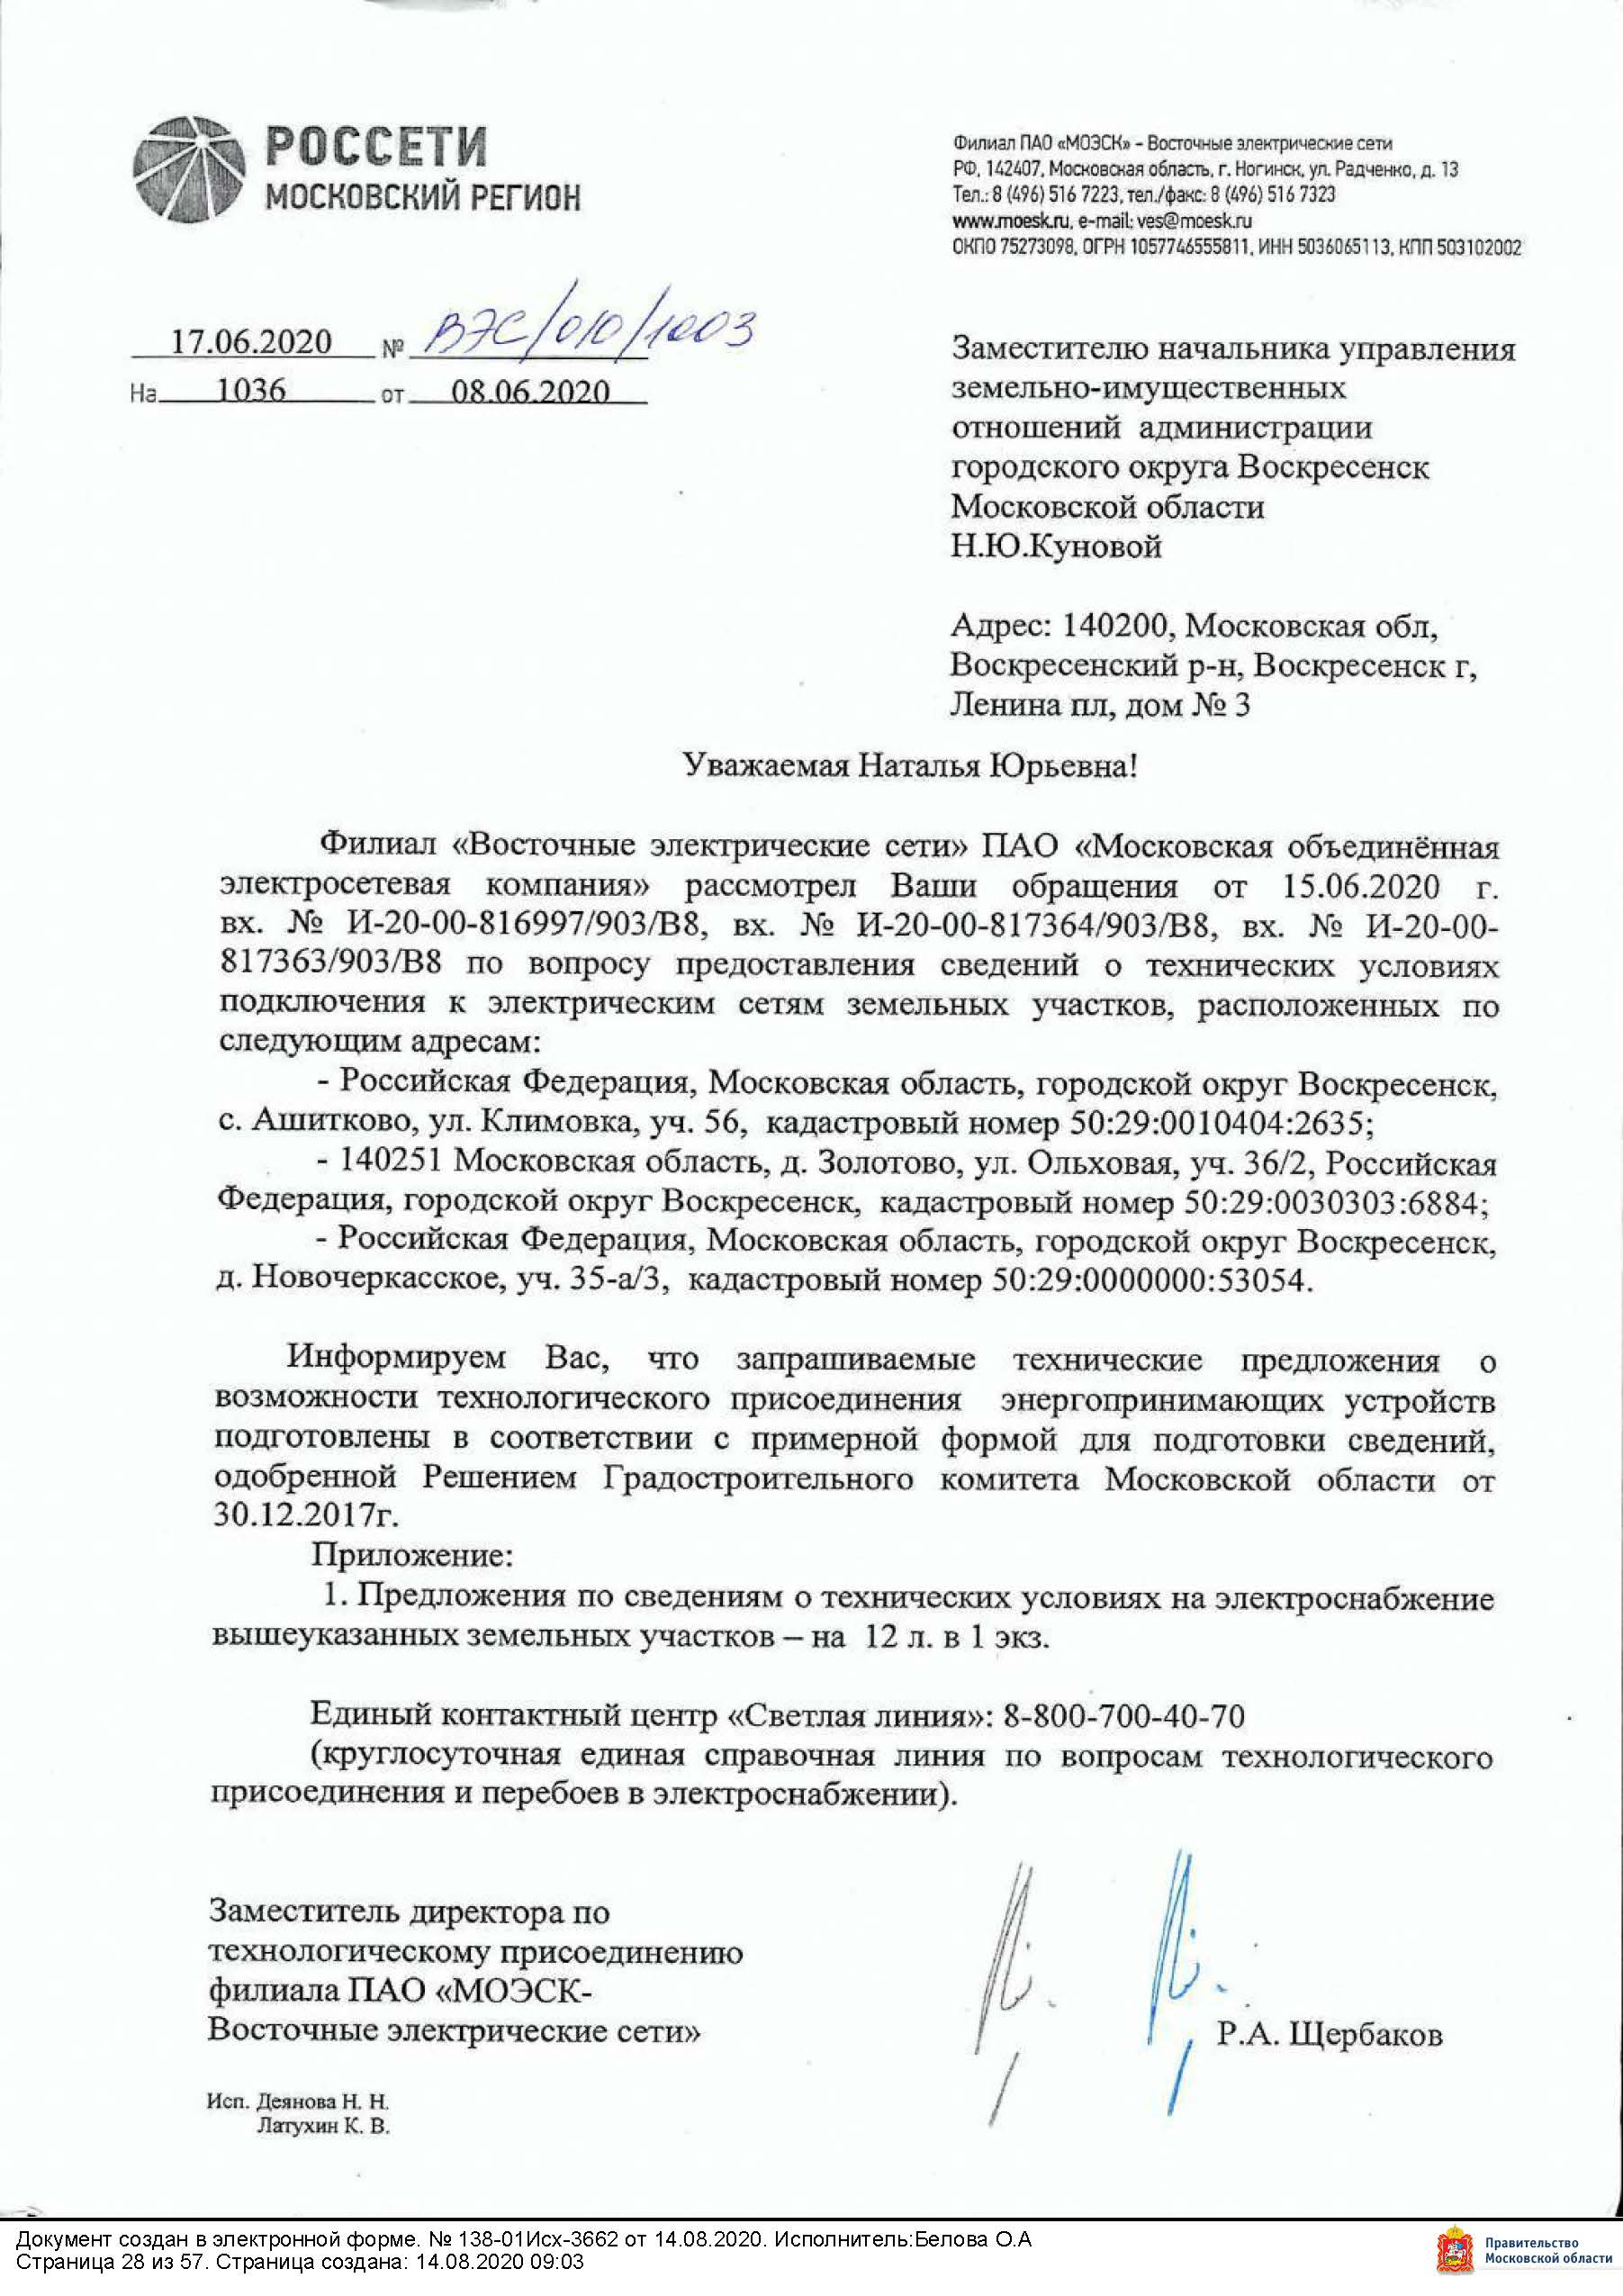 РОССЕТИ
МОСКОВСКИЙ РЕГИОН
Филиал ПАО «МОЭСК» - Восточные электрические сети
РФ, 142407, Московская область, г. Ногинск, ул. Радченко, д. 13
Тел.: 8 (496) 516 7223, тел./факс: 8 (496) 516 7323
www.moesk.ru, e-mail: ves@moesk.ru
ОКПО 75273098, ОГРН 1057746555811, ИНН 5036065113, КПП 503102002
17.06.2020 № ВЭС/010/1003
На 1036 от 08.06.2020
Заместителю начальника управления
земельно-имущественных
отношений администрации
городского округа Воскресенск
Московской области
Н.Ю.Куновой
Адрес: 140200, Московская обл,
Воскресенский р-н, Воскресенск г,
Ленина пл, дом № 3
Уважаемая Наталья Юрьевна!
Филиал «Восточные электрические сети» ПАО «Московская объединённая
электросетевая компания» рассмотрел Ваши обращения от 15.06.2020 г.
вх. № И-20-00-816997/903/В8, вх. № И-20-00-817364/903/В8, вх. № И-20-00-
817363/903/В8 по вопросу предоставления сведений о технических условиях
подключения к электрическим сетям земельных участков, расположенных по
следующим адресам:
- Российская Федерация, Московская область, городской округ Воскресенск,
с. Ашитково, ул. Климовка, уч. 56, кадастровый номер 50:29:0010404:2635;
- 140251 Московская область, д. Золотово, ул. Ольховая, уч. 36/2, Российская
Федерация, городской округ Воскресенск, кадастровый номер 50:29:0030303:6884;
- Российская Федерация, Московская область, городской округ Воскресенск,
д. Новочеркасское, уч. 35-а/3, кадастровый номер 50:29:0000000:53054.
Информируем Вас, что запрашиваемые технические предложения о
возможности технологического присоединения энергопринимающих устройств
подготовлены в соответствии с примерной формой для подготовки сведений,
одобренной Решением Градостроительного комитета Московской области от
30.12.2017г.
Приложение:
1. Предложения по сведениям о технических условиях на электроснабжение
вышеуказанных земельных участков – на 12 л. в 1 экз.
Единый контактный центр «Светлая линия»: 8-800-700-40-70
(круглосуточная единая справочная линия по вопросам технологического
присоединения и перебоев в электроснабжении).
Заместитель директора по
технологическому присоединению
филиала ПАО «МОЭСК-
Восточные электрические сети»
Р.А. Щербаков
Исп. Деянова Н. Н.
Латухин К. В.
Документ создан в электронной форме. № 138-01Исх-3662 от 14.08.2020. Исполнитель:Белова О.А
Страница 28 из 57. Страница создана: 14.08.2020 09:03
Правительство
Московской области